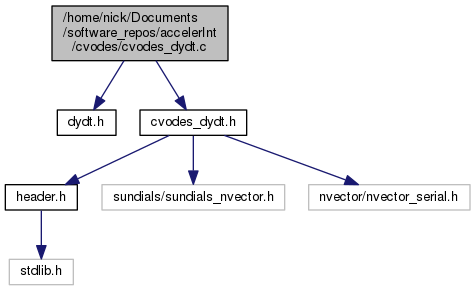 /home/nick/Documents
/software_repos/accelerInt
/cvodes/cvodes_dydt.c
dydt.h
cvodes_dydt.h
header.h
sundials/sundials_nvector.h
nvector/nvector_serial.h
stdlib.h